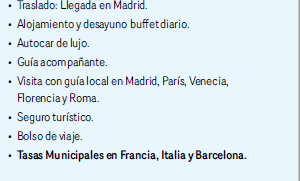 • Traslado: Llegada en Madrid.
• Alojamiento y desayuno buffet diario.
• Autocar de lujo.
• Guía acompañante.
• Visita con guía local en Madrid, París, Venecia,
Florencia y Roma.
• Seguro turístico.
• Bolso de viaje.
• Tasas Municipales en Francia, Italia y Barcelona.